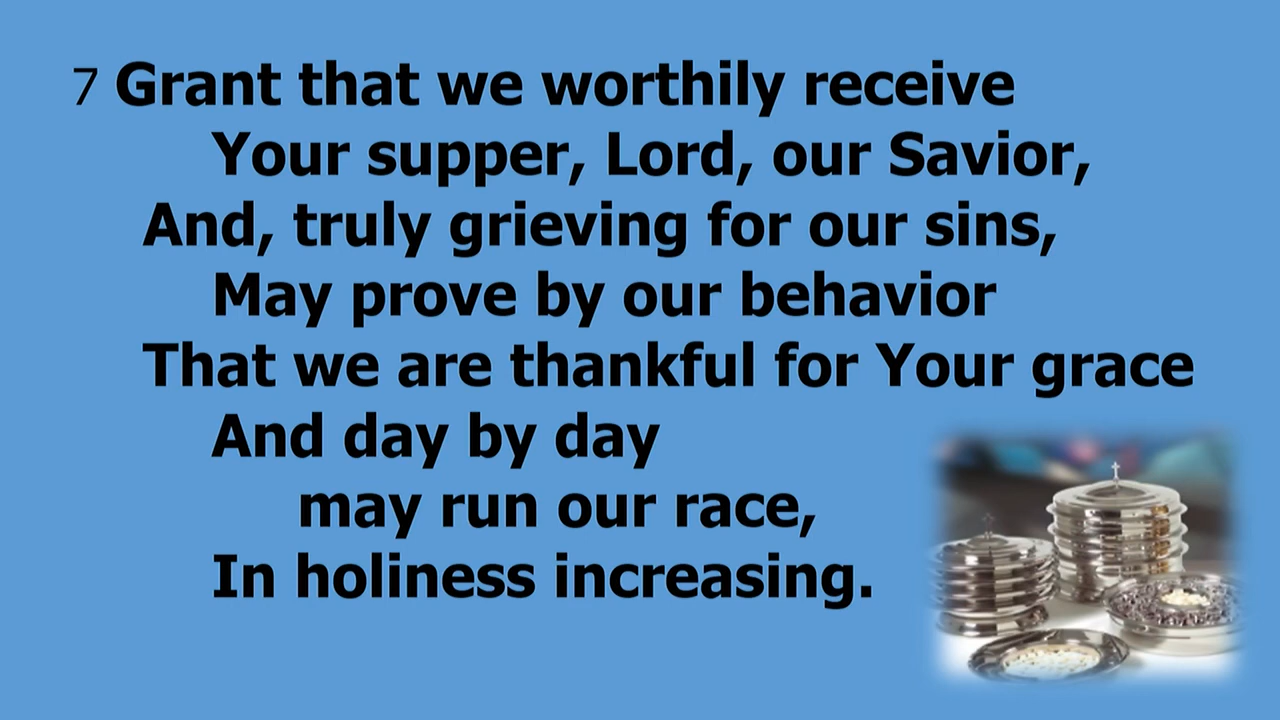 7 Grant that we worthily receive
Your supper, Lord, our Savior,
And, truly grieving for our sins,
May prove by our behavior
That we are thankful for Your grace
And day by day
may run our race,
In holiness increasing.